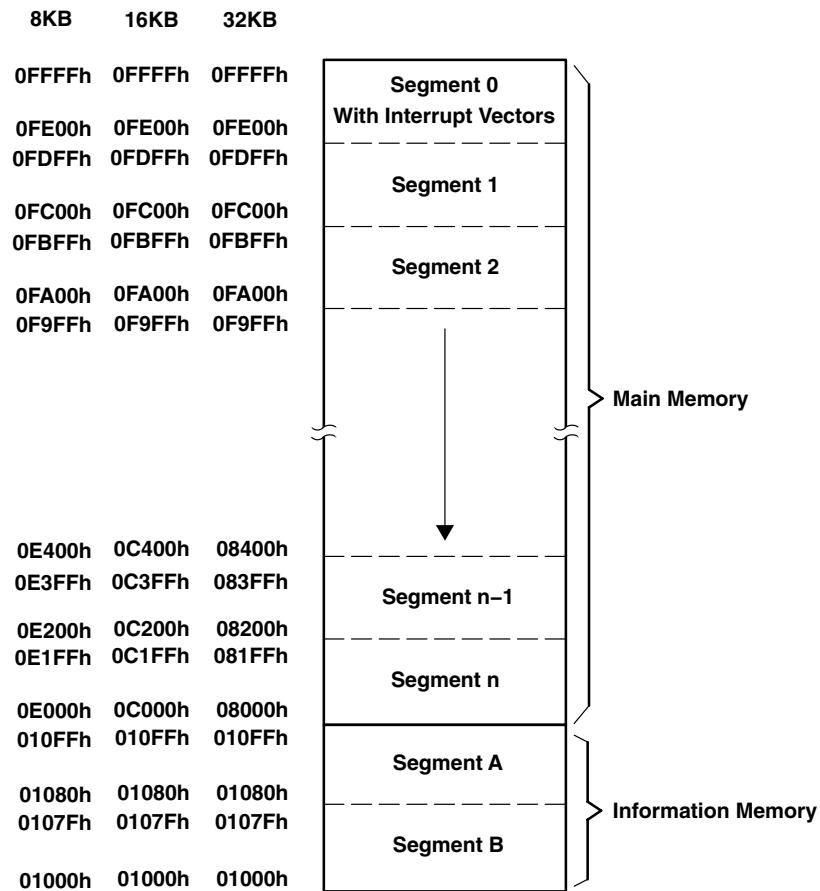 8KB 16KB 32KB
0FFFFh 0FFFFh 0FFFFh
Segment 0
With Interrupt Vectors
0FE00h 0FE00h 0FE00h
0FDFFh 0FDFFh 0FDFFh
Segment 1
0FC00h 0FC00h 0FC00h
0FBFFh 0FBFFh 0FBFFh
Segment 2
0FA00h 0FA00h 0FA00h
0F9FFh 0F9FFh 0F9FFh
Main Memory
0E400h 0C400h 08400h
0E3FFh 0C3FFh 083FFh
Segment n−1
0E200h 0C200h 08200h
0E1FFh 0C1FFh 081FFh
Segment n
0E000h 0C000h 08000h
010FFh 010FFh 010FFh
Segment A
01080h 01080h 01080h
0107Fh 0107Fh 0107Fh
Information Memory
Segment B
01000h 01000h 01000h